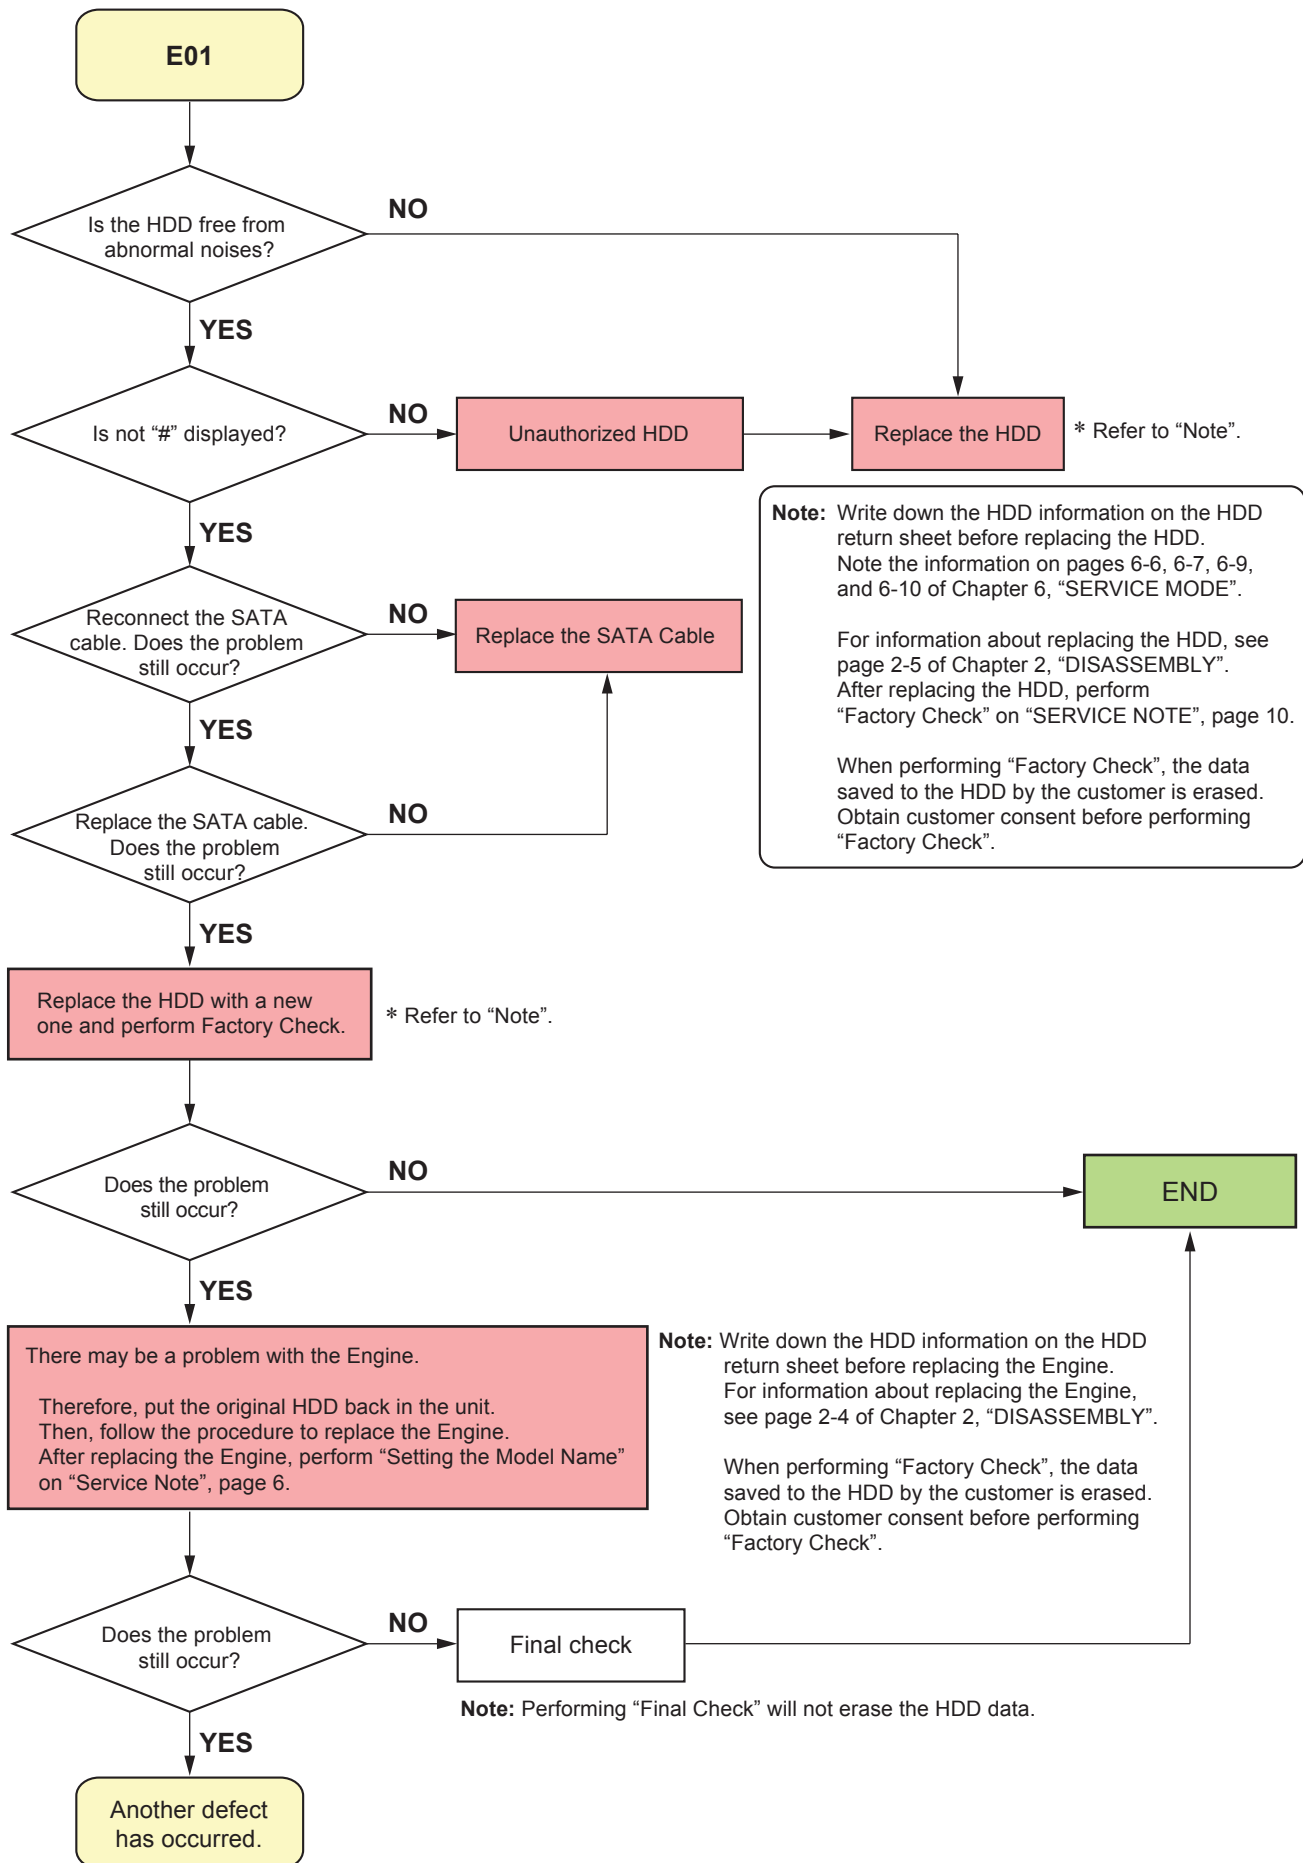 E01
Is the HDD free from
abnormal noises?
NO
YES
Is not “#” displayed?
NO
Unauthorized HDD
Replace the HDD
* Refer to “Note”.
YES
Note: Write down the HDD information on the HDD
return sheet before replacing the HDD.
Note the information on pages 6-6, 6-7, 6-9,
and 6-10 of Chapter 6, “SERVICE MODE”.
For information about replacing the HDD, see
page 2-5 of Chapter 2, “DISASSEMBLY”.
After replacing the HDD, perform
“Factory Check” on “SERVICE NOTE”, page 10.
When performing “Factory Check”, the data
saved to the HDD by the customer is erased.
Obtain customer consent before performing
“Factory Check”.
Reconnect the SATA
cable. Does the problem
still occur?
NO
Replace the SATA Cable
YES
Replace the SATA cable.
Does the problem
still occur?
NO
YES
Replace the HDD with a new
one and perform Factory Check.
* Refer to “Note”.
Does the problem
still occur?
NO
END
YES
There may be a problem with the Engine.
Therefore, put the original HDD back in the unit.
Then, follow the procedure to replace the Engine.
After replacing the Engine, perform “Setting the Model Name”
on “Service Note”, page 6.
Note: Write down the HDD information on the HDD
return sheet before replacing the Engine.
For information about replacing the Engine,
see page 2-4 of Chapter 2, “DISASSEMBLY”.
When performing “Factory Check”, the data
saved to the HDD by the customer is erased.
Obtain customer consent before performing
“Factory Check”.
Does the problem
still occur?
NO
Final check
Note: Performing “Final Check” will not erase the HDD data.
YES
Another defect
has occurred.